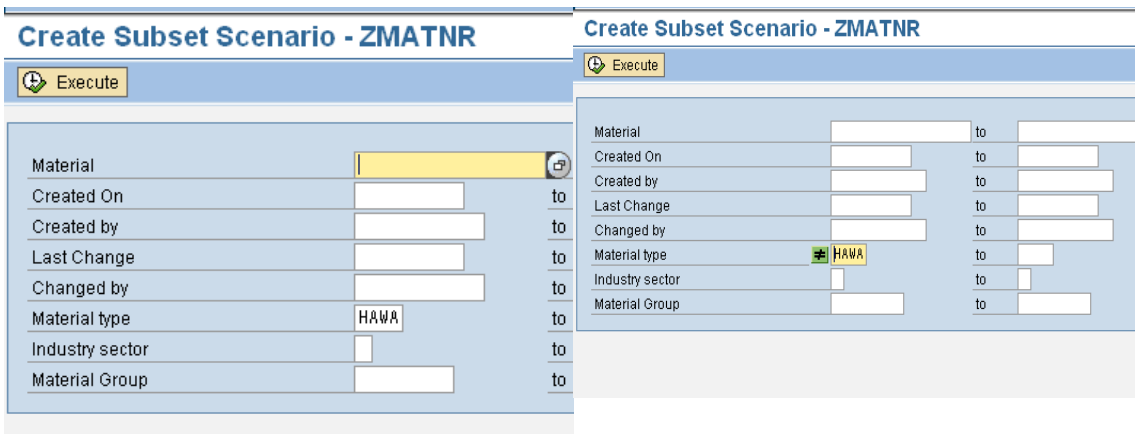 Create Subset Scenario - ZMATNR
Execute
Material
Created On to
Created by to
Last Change to
Changed by to
Material type HAWA to
Industry sector to
Material Group to
Create Subset Scenario - ZMATNR
Execute
Material to
Created On to
Created by to
Last Change to
Changed by to
Material type ≠ HAWA to
Industry sector to
Material Group to